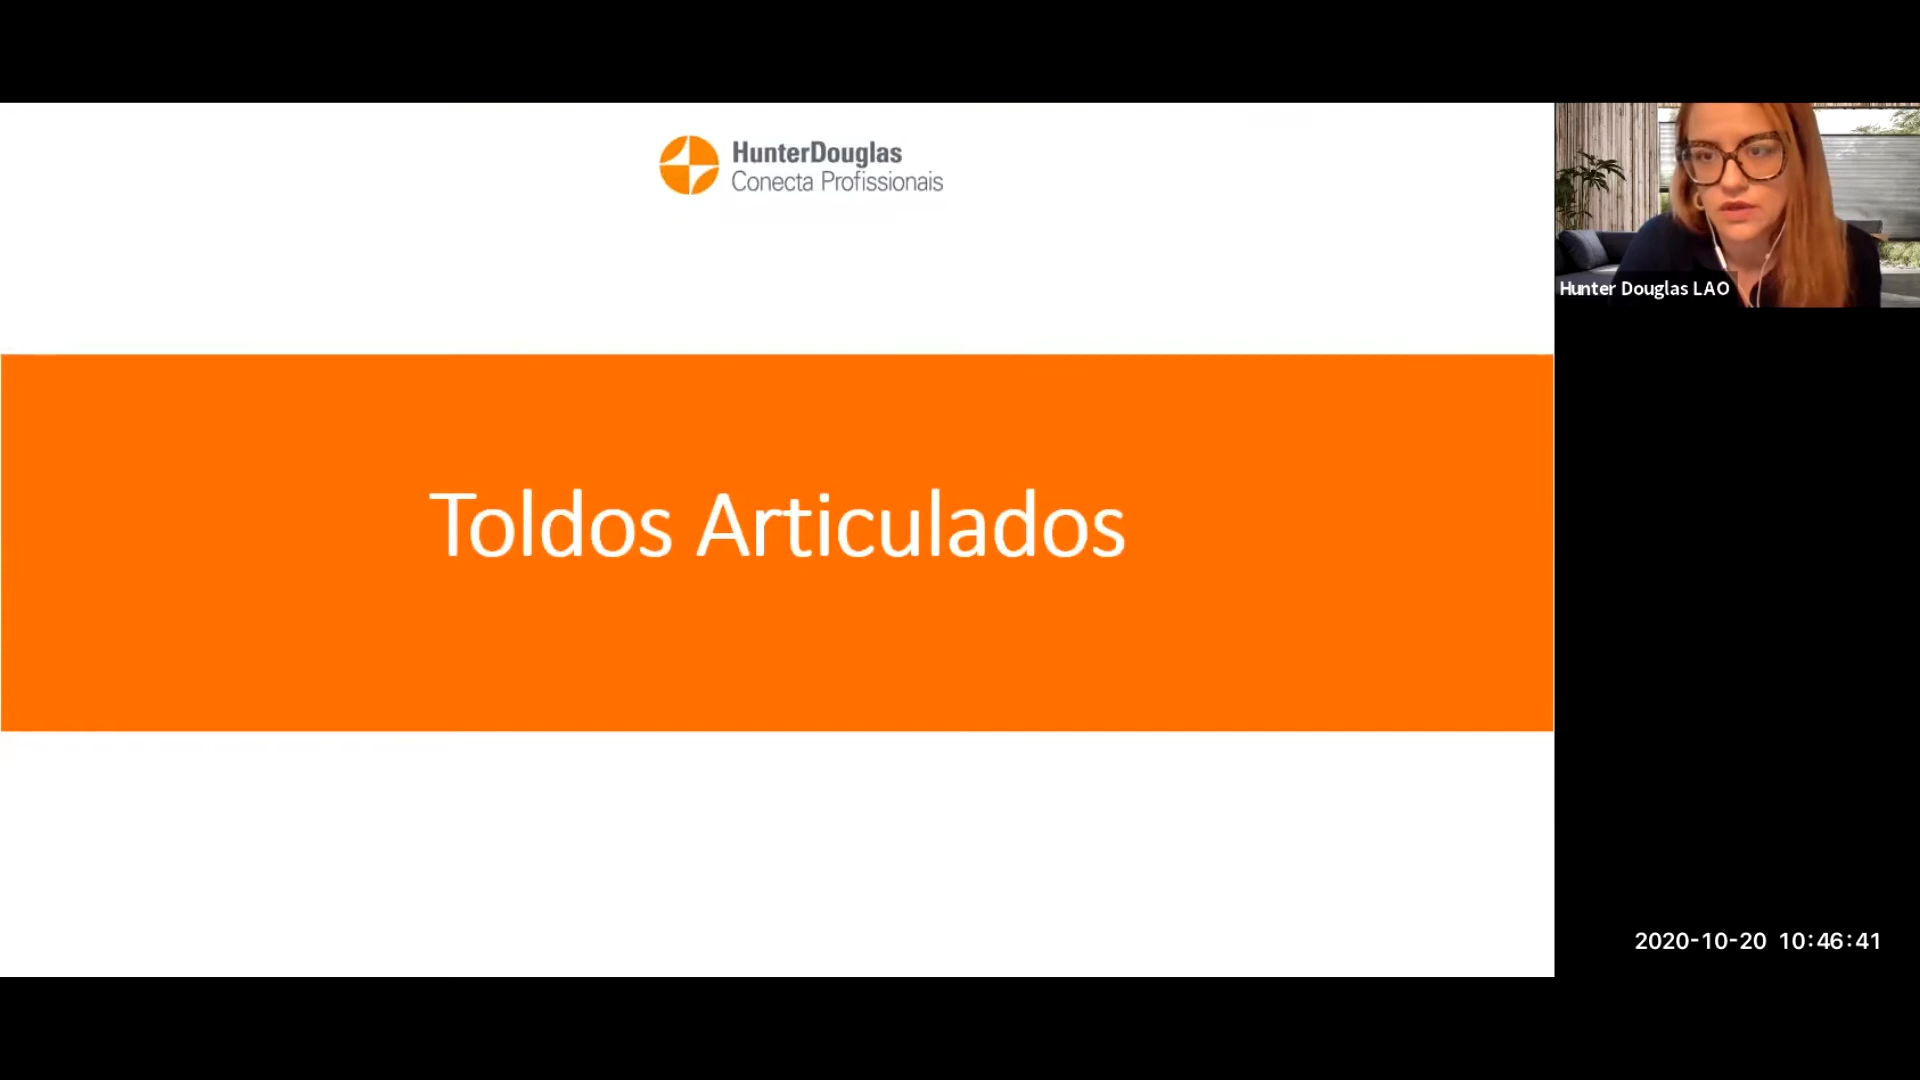 HunterDouglas
Conecta Profissionais
Hunter Douglas LAO
Toldos Articulados
2020-10-20 10:46:41